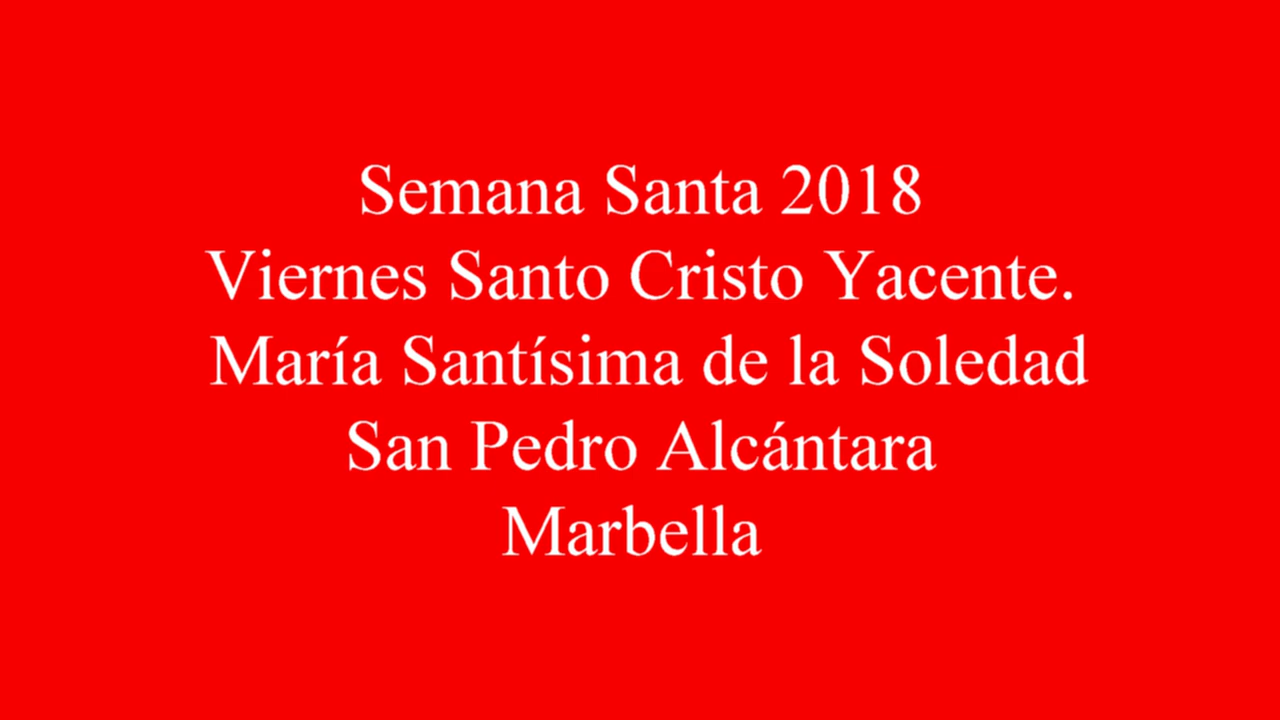 Semana Santa 2018
Viernes Santo Cristo Yacente.
María Santísima de la Soledad
San Pedro Alcántara
Marbella